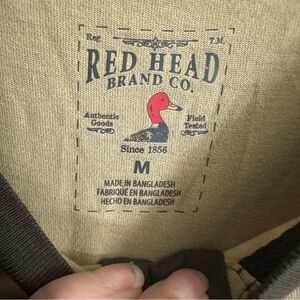 Reg. T.M.
RED HEAD
BRAND CO.
Authentic Goods
Field Tested
Since 1856
M
MADE IN BANGLADESH
FABRIQUÉ EN BANGLADESH
HECHO EN BANGLADESH